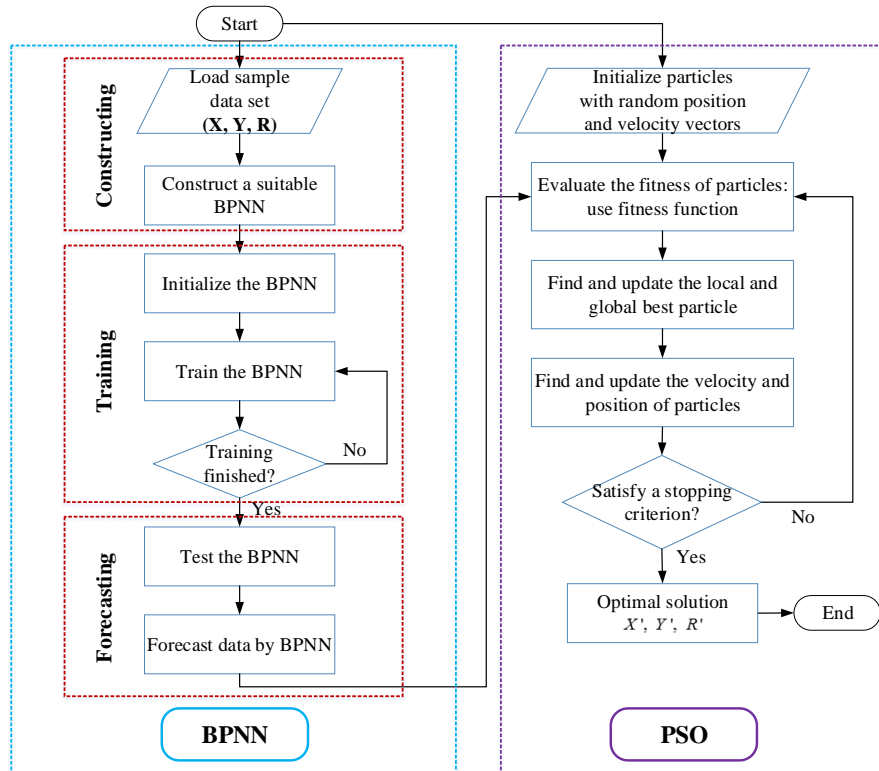 Start
Constructing
Load sample
data set
(X, Y, R)
Construct a suitable
BPNN
Training
Initialize the BPNN
Train the BPNN
Training
finished?
No
Yes
Forecasting
Test the BPNN
Forecast data by BPNN
BPNN
Initialize particles
with random position
and velocity vectors
Evaluate the fitness of particles:
use fitness function
Find and update the local and
global best particle
Find and update the velocity and
position of particles
Satisfy a stopping
criterion?
No
Yes
Optimal solution
X', Y', R'
End
PSO